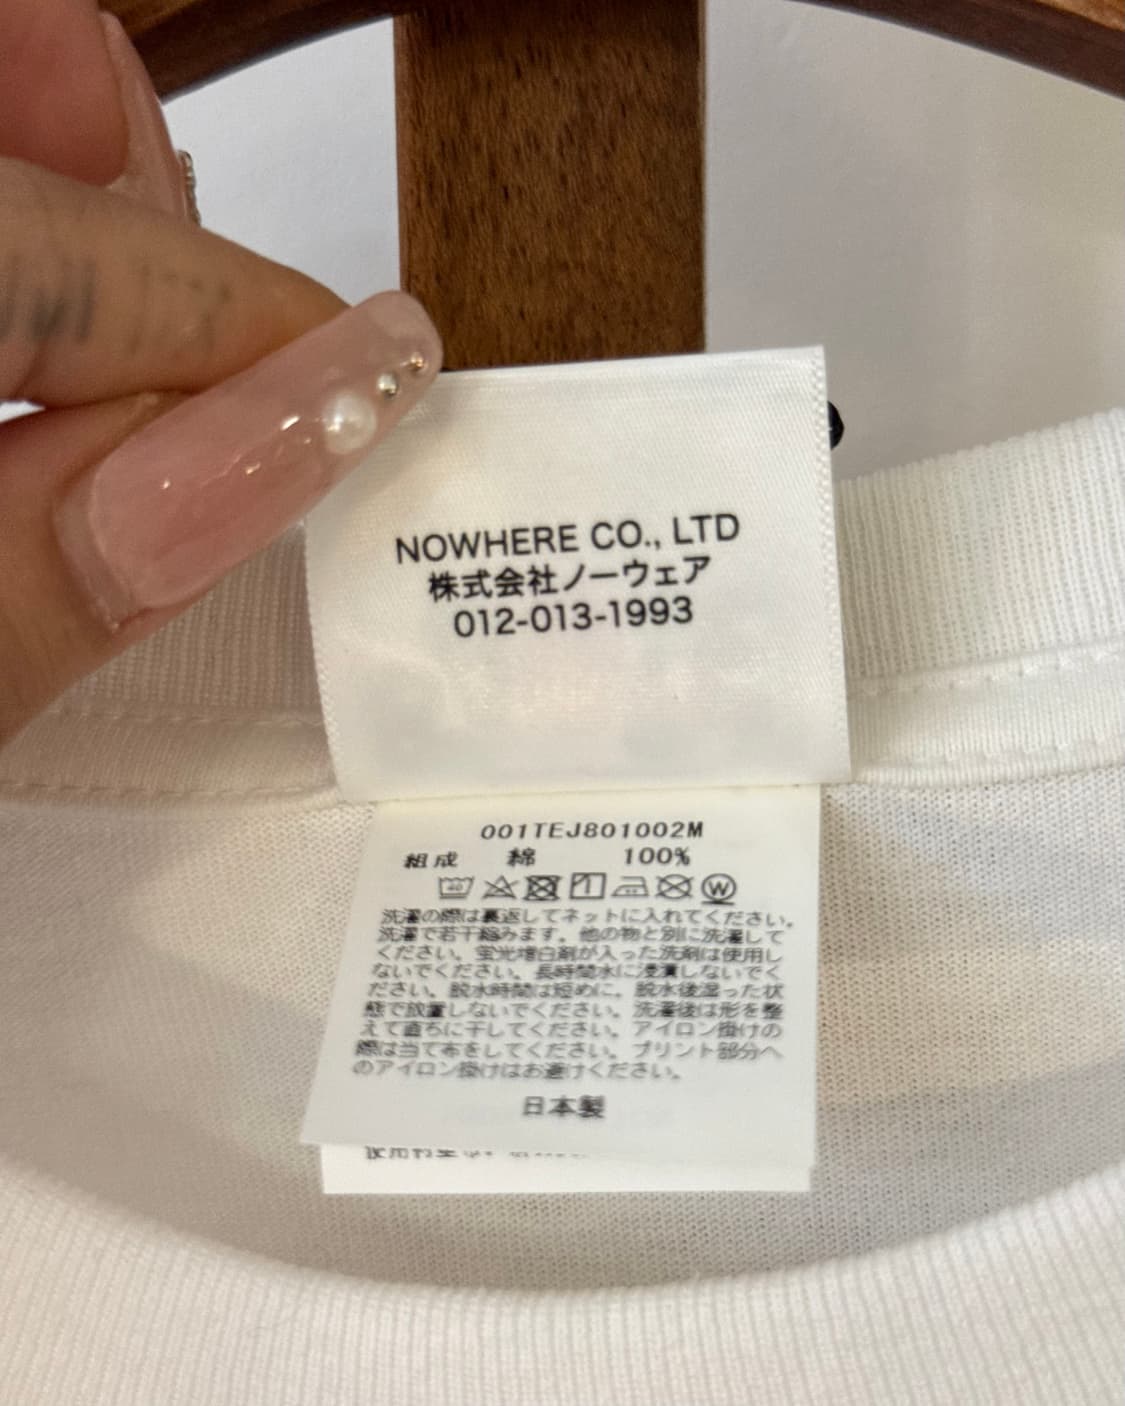 NOWHERE CO., LTD
株式会社ノーウェア
012-013-1993
001TEJ801002M
組成 綿 100%
40 W
洗濯の際は裏返してネットに入れてください。
洗濯で若干縮みます。他の物と別に洗濯して
ください。蛍光増白剤が入った洗剤は使用し
ないでください。長時間水に浸漬しないでく
ださい。脱水時間は短めに。脱水後湿った状
態で放置しないでください。洗濯後は形を整
えて直ちに干してください。アイロン掛けの
際は当て布をしてください。プリント部分へ
のアイロン掛けはお避けください。
日本製